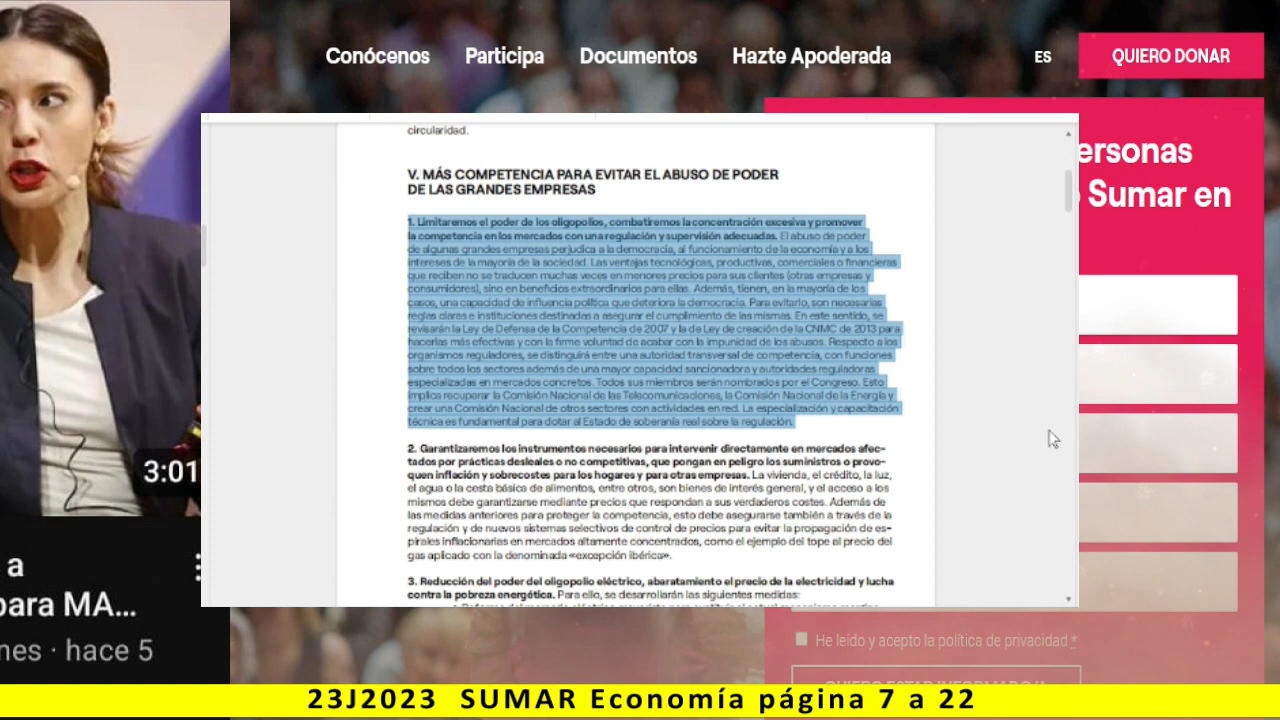 Conócenos Participa Documentos Hazte Apoderada ES QUIERO DONAR
ersonas
Sumar en
circularidad.
V. MÁS COMPETENCIA PARA EVITAR EL ABUSO DE PODER
DE LAS GRANDES EMPRESAS
1. Limitaremos el poder de los oligopolios, combatiremos la concentración excesiva y promover
la competencia en los mercados con una regulación y supervisión adecuadas. El abuso de poder
de algunas grandes empresas perjudica a la democracia, al funcionamiento de la economía y a los
intereses de la mayoría de la sociedad. Las ventajas tecnológicas, productivas, comerciales o financieras
que reciben no se traducen muchas veces en menores precios para sus clientes (otras empresas y
consumidores), sino en beneficios extraordinarios para ellas. Además, tienen, en la mayoría de los
casos, una capacidad de influencia política que deteriora la democracia. Para evitarlo, son necesarias
reglas claras e instituciones destinadas a asegurar el cumplimiento de las mismas. En este sentido, se
revisarán la Ley de Defensa de la Competencia de 2007 y la de Ley de creación de la CNMC de 2013 para
hacerlas más efectivas y con la firme voluntad de acabar con la impunidad de los abusos. Respecto a los
organismos reguladores, se distinguirá entre una autoridad transversal de competencia, con funciones
sobre todos los sectores además de una mayor capacidad sancionadora y autoridades reguladoras
especializadas en mercados concretos. Todos sus miembros serán nombrados por el Congreso. Esto
implica recuperar la Comisión Nacional de las Telecomunicaciones, la Comisión Nacional de la Energía y
crear una Comisión Nacional de otros sectores con actividades en red. La especialización y capacitación
técnica es fundamental para dotar al Estado de soberanía real sobre la regulación.
2. Garantizaremos los instrumentos necesarios para intervenir directamente en mercados afec-
tados por prácticas desleales o no competitivas, que pongan en peligro los suministros o provo-
quen inflación y sobrecostes para los hogares y para otras empresas. La vivienda, el crédito, la luz,
el agua o la cesta básica de alimentos, entre otros, son bienes de interés general, y el acceso a los
mismos debe garantizarse mediante precios que respondan a sus verdaderos costes. Además de
las medidas anteriores para proteger la competencia, esto debe asegurarse también a través de la
regulación y de nuevos sistemas selectivos de control de precios para evitar la propagación de es-
pirales inflacionarias en mercados altamente concentrados, como el ejemplo del tope al precio del
gas aplicado con la denominada «excepción ibérica».
3. Reducción del poder del oligopolio eléctrico, abaratamiento el precio de la electricidad y lucha
contra la pobreza energética. Para ello, se desarrollarán las siguientes medidas:
3:01
a
para MA...
nes · hace 5
He leído y acepto la política de privacidad *
23J2023 SUMAR Economía página 7 a 22